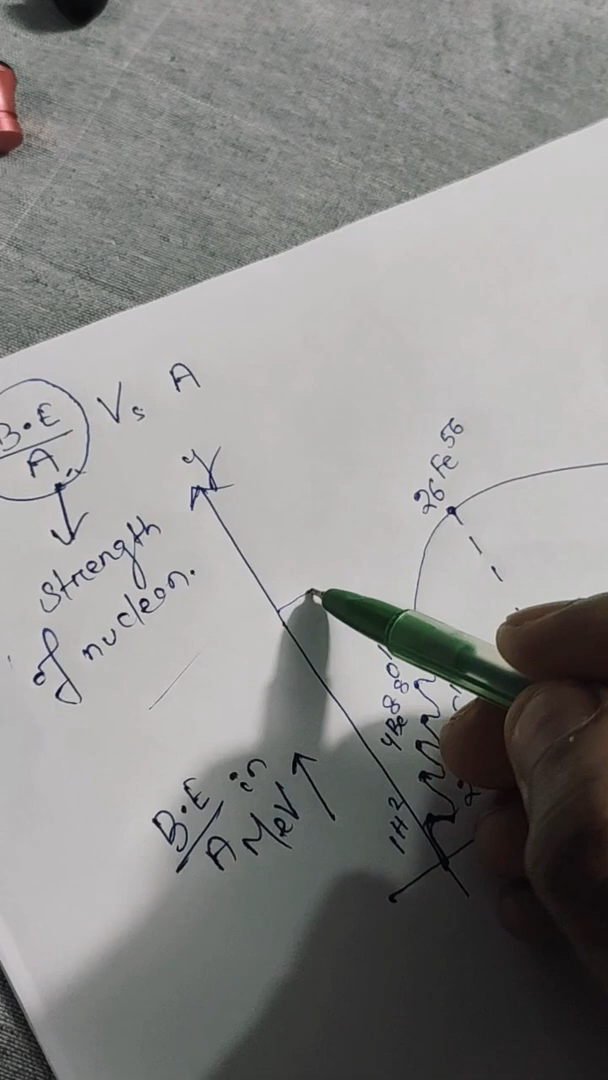 B.E
A
Vs A
strength
of nucleon.
y
B.E
A
in
MeV
26Fe56
4Be8
1H2